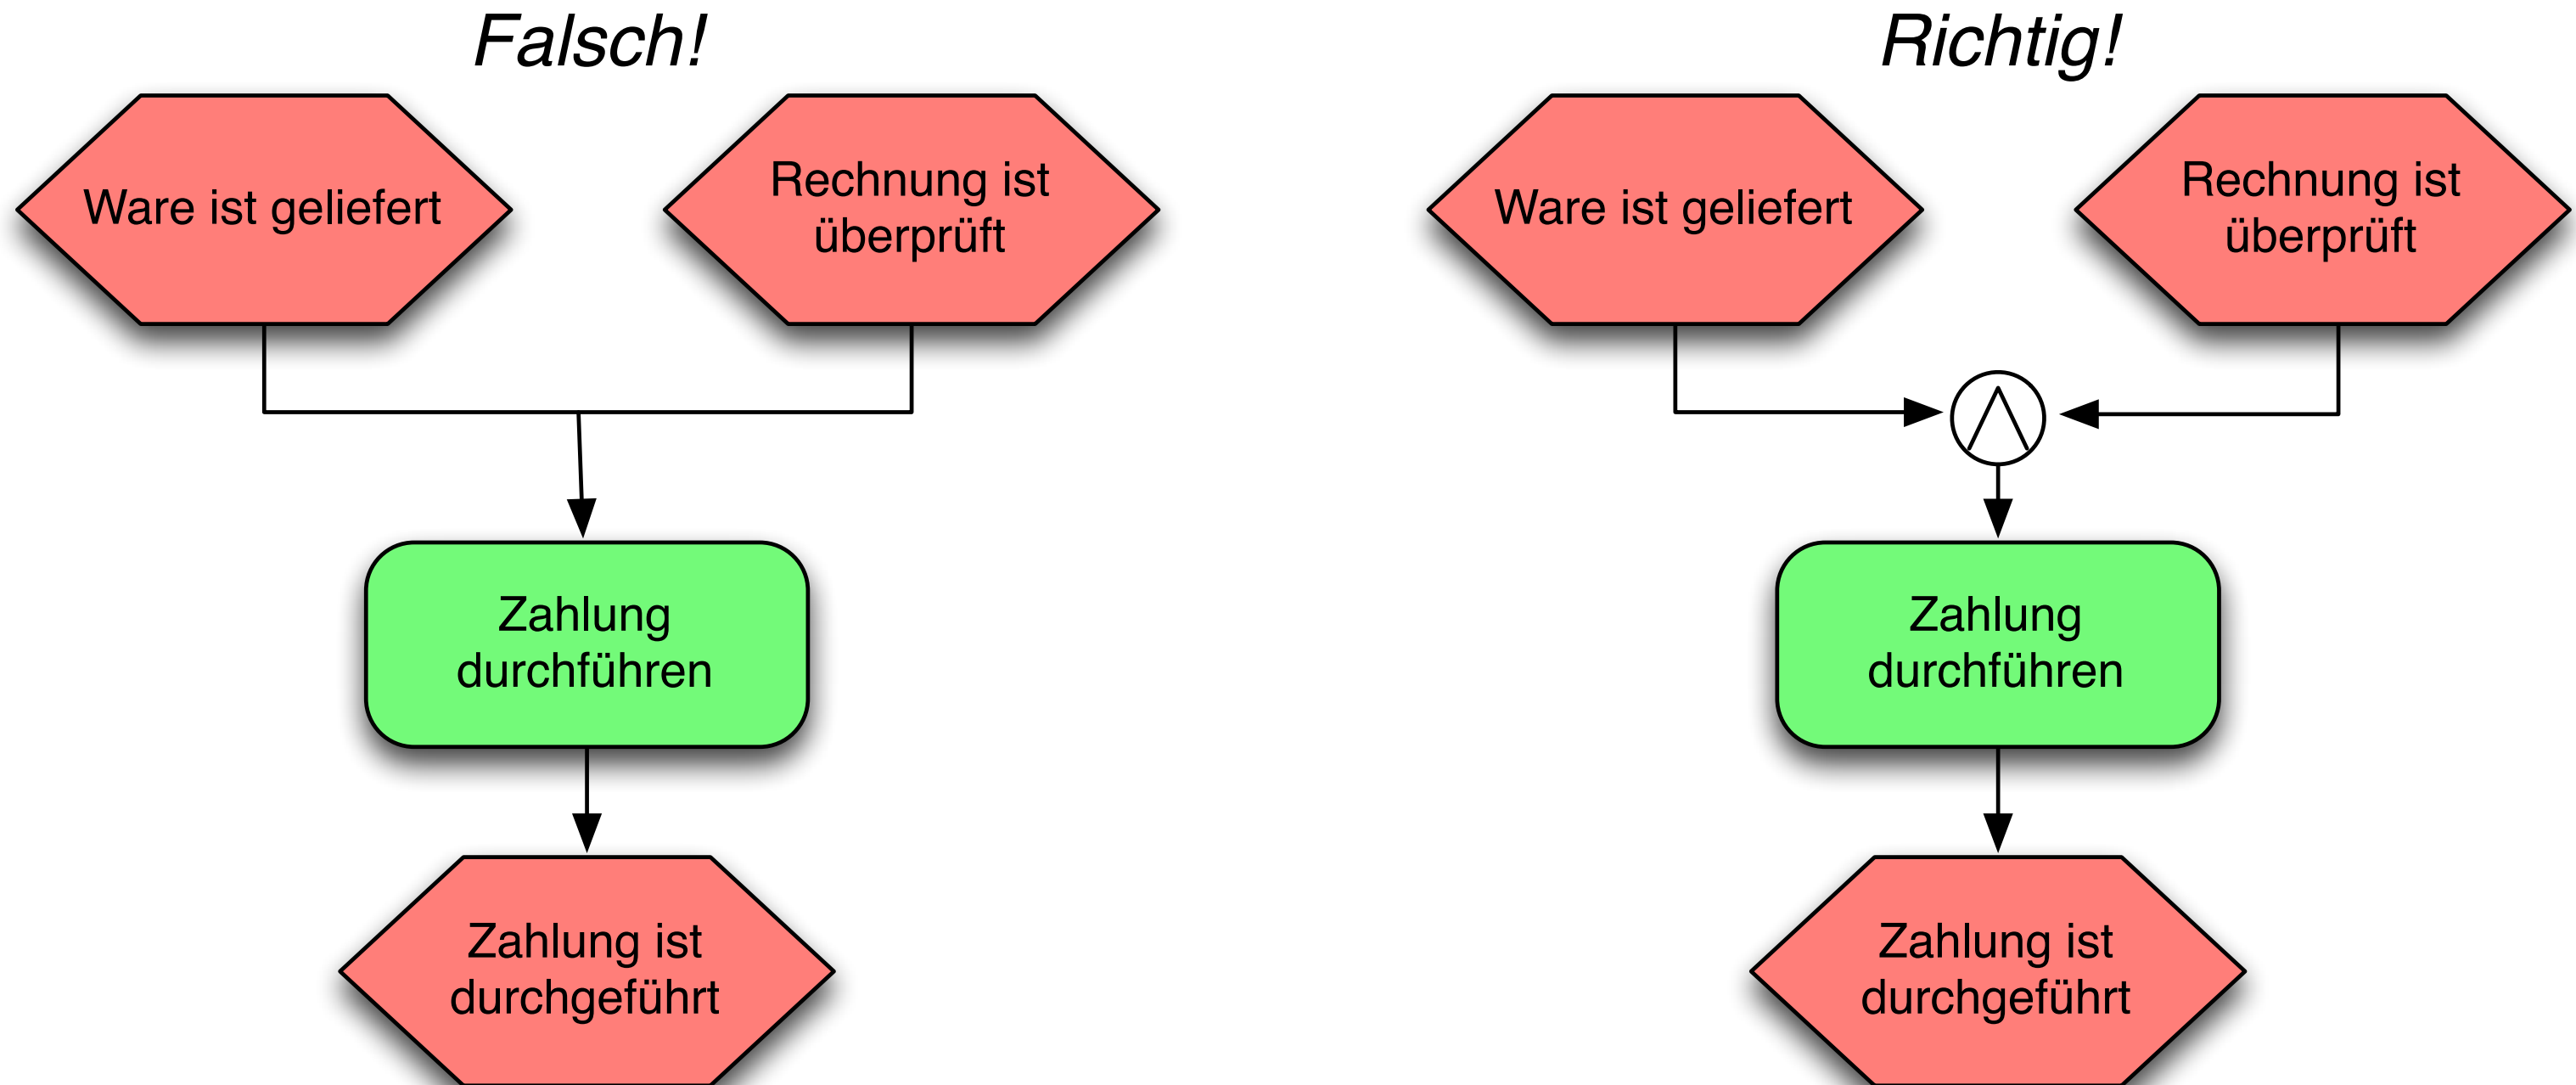 Falsch!
Ware ist geliefert
Rechnung ist
überprüft
Zahlung
durchführen
Zahlung ist
durchgeführt
Richtig!
Ware ist geliefert
Rechnung ist
überprüft
Zahlung
durchführen
Zahlung ist
durchgeführt